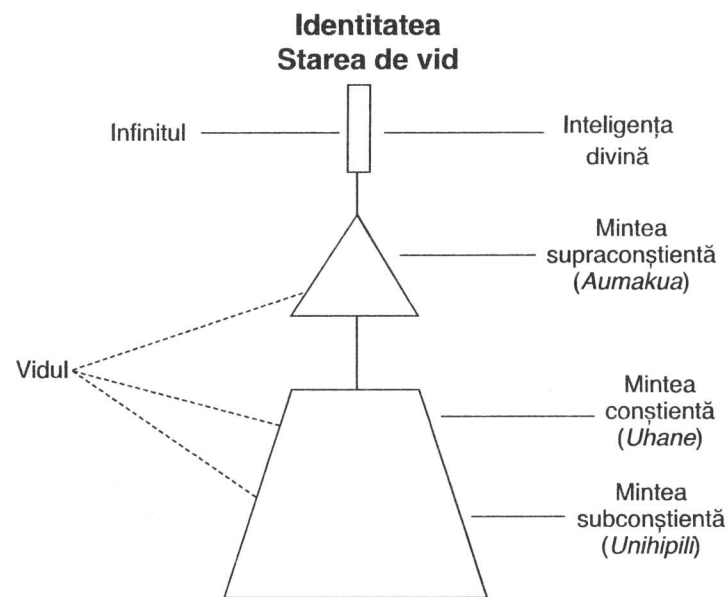 Identitatea
Starea de vid
Infinitul
Inteligența
divină
Mintea
supraconștientă
(Aumakua)
Vidul
Mintea
conștientă
(Uhane)
Mintea
subconștientă
(Unihipili)